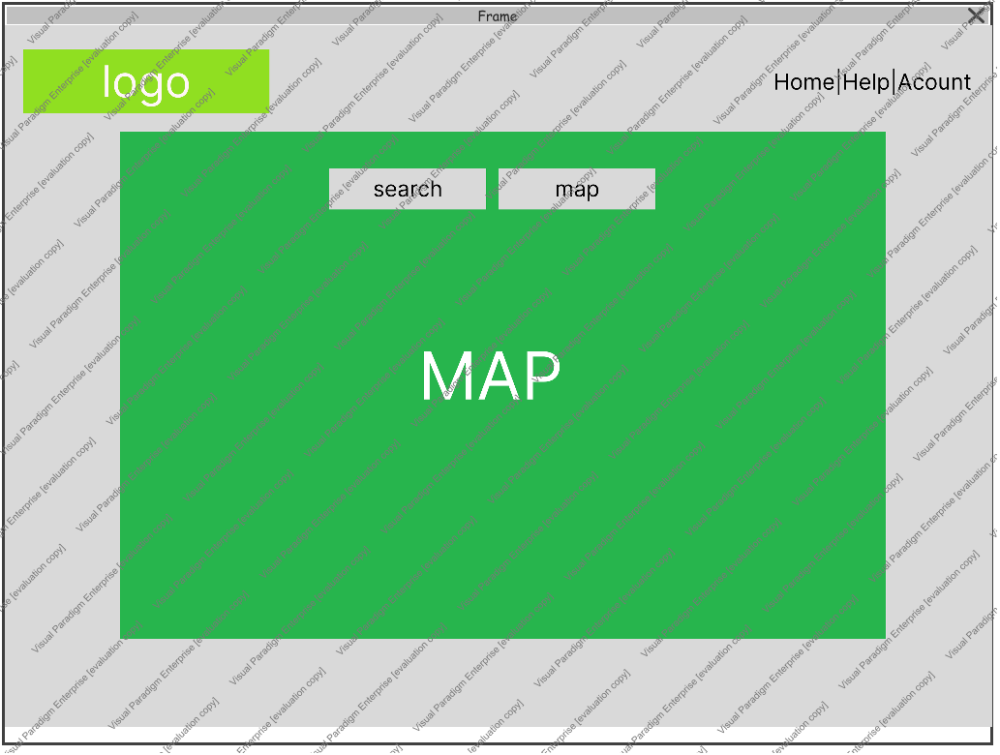 Frame
logo
Home|Help|Acount
search map
MAP
Visual Paradigm Enterprise [evaluation copy]